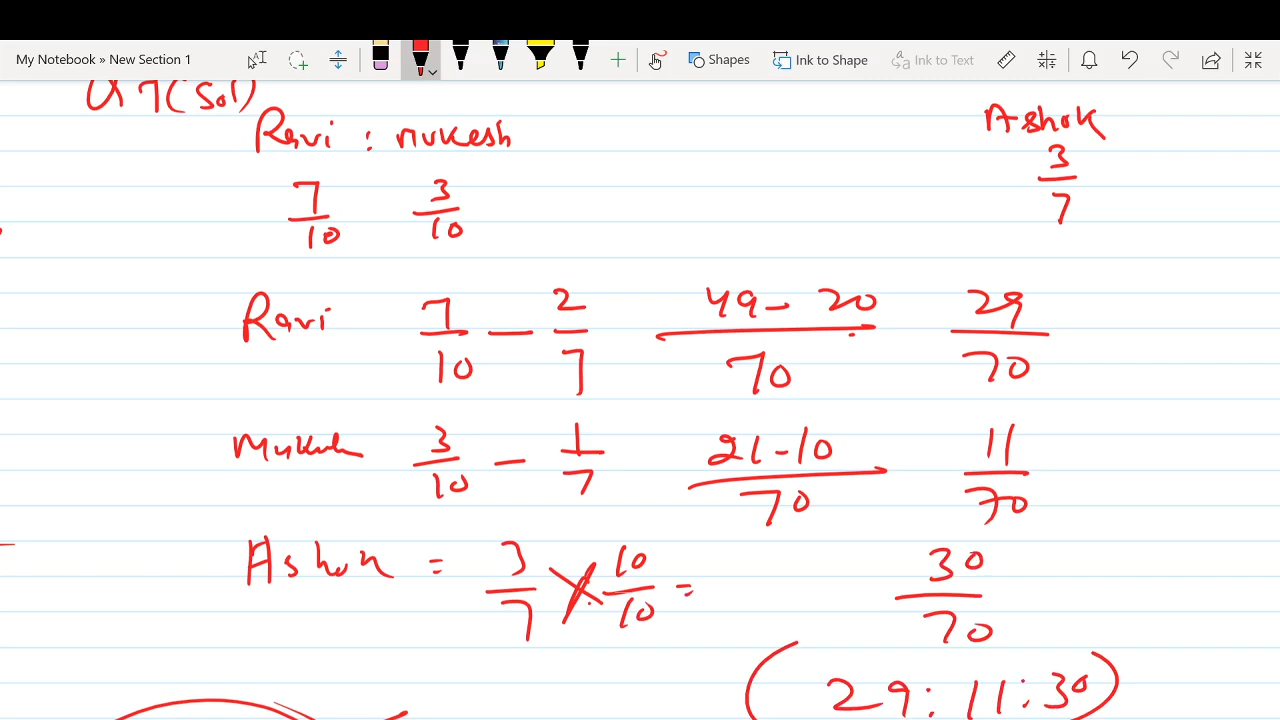 My Notebook » New Section 1
Shapes
Ink to Shape
Ink to Text
Q 7 (Sol)
Ravi : Mukesh
Ashok
7/10 3/10
3/7
Ravi 7/10 — 2/7 49 - 20/70 29/70
3/10 — 1/7 21 - 10/70 11/70
Ashok = 3/7 × 10/10 = 30/70
(29 : 11 : 30)